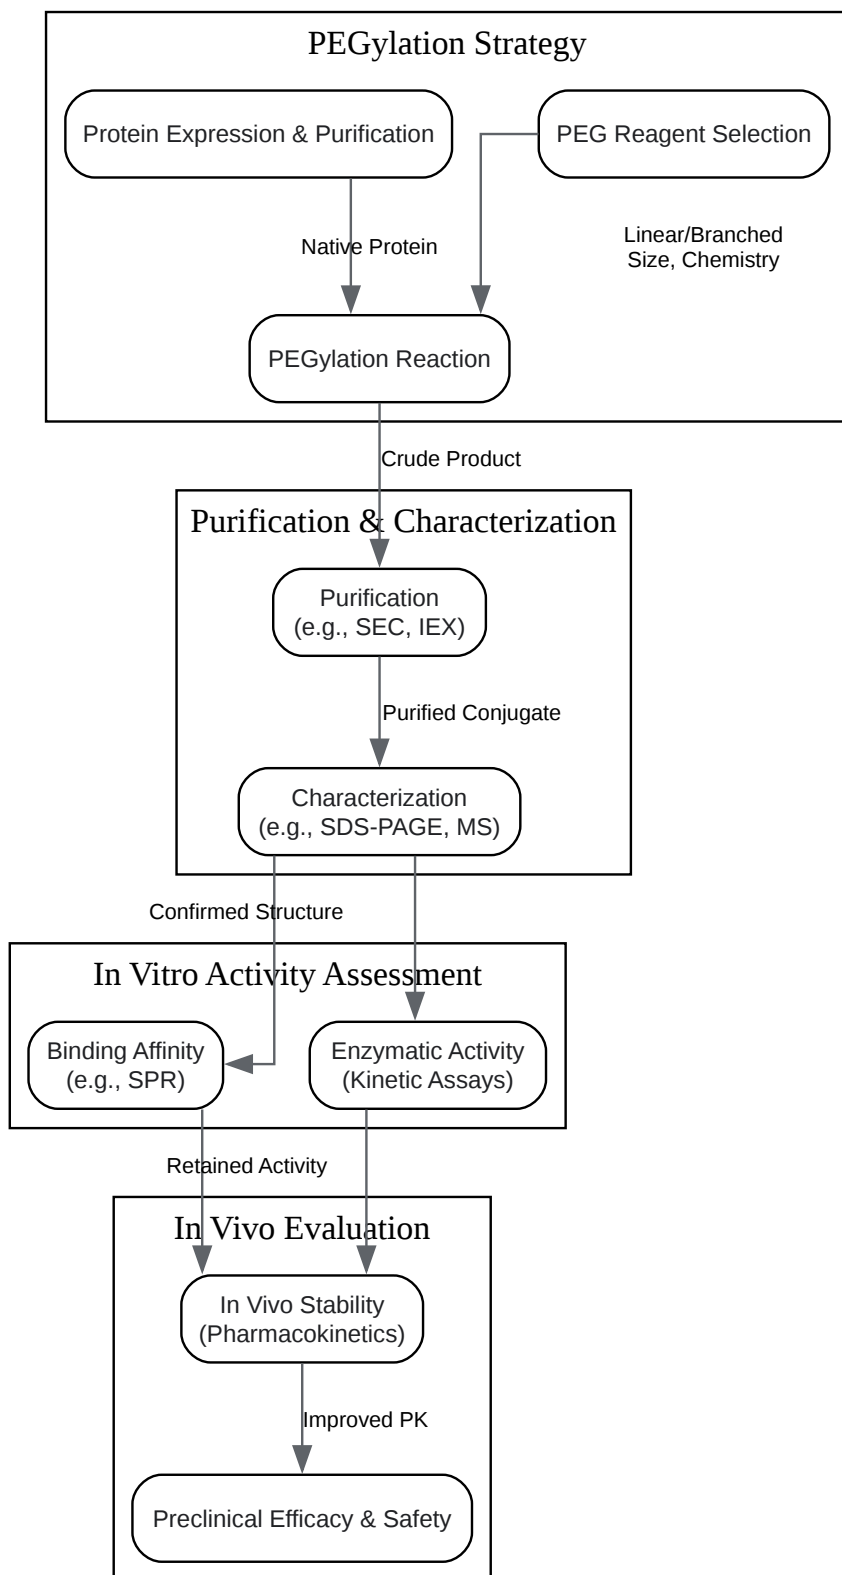 PEGylation Strategy
Protein Expression & Purification
PEG Reagent Selection
Native Protein
Linear/Branched
Size, Chemistry
PEGylation Reaction
Crude Product
Purification & Characterization
Purification
(e.g., SEC, IEX)
Purified Conjugate
Characterization
(e.g., SDS-PAGE, MS)
Confirmed Structure
In Vitro Activity Assessment
Binding Affinity
(e.g., SPR)
Enzymatic Activity
(Kinetic Assays)
Retained Activity
In Vivo Evaluation
In Vivo Stability
(Pharmacokinetics)
Improved PK
Preclinical Efficacy & Safety